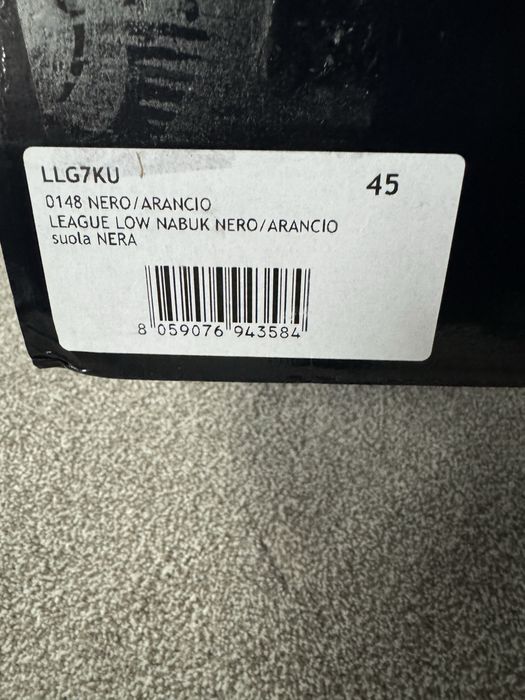 LLG7KU
45
0148 NERO/ARANCIO
LEAGUE LOW NABUK NERO/ARANCIO
suola NERA
8 059076 943584